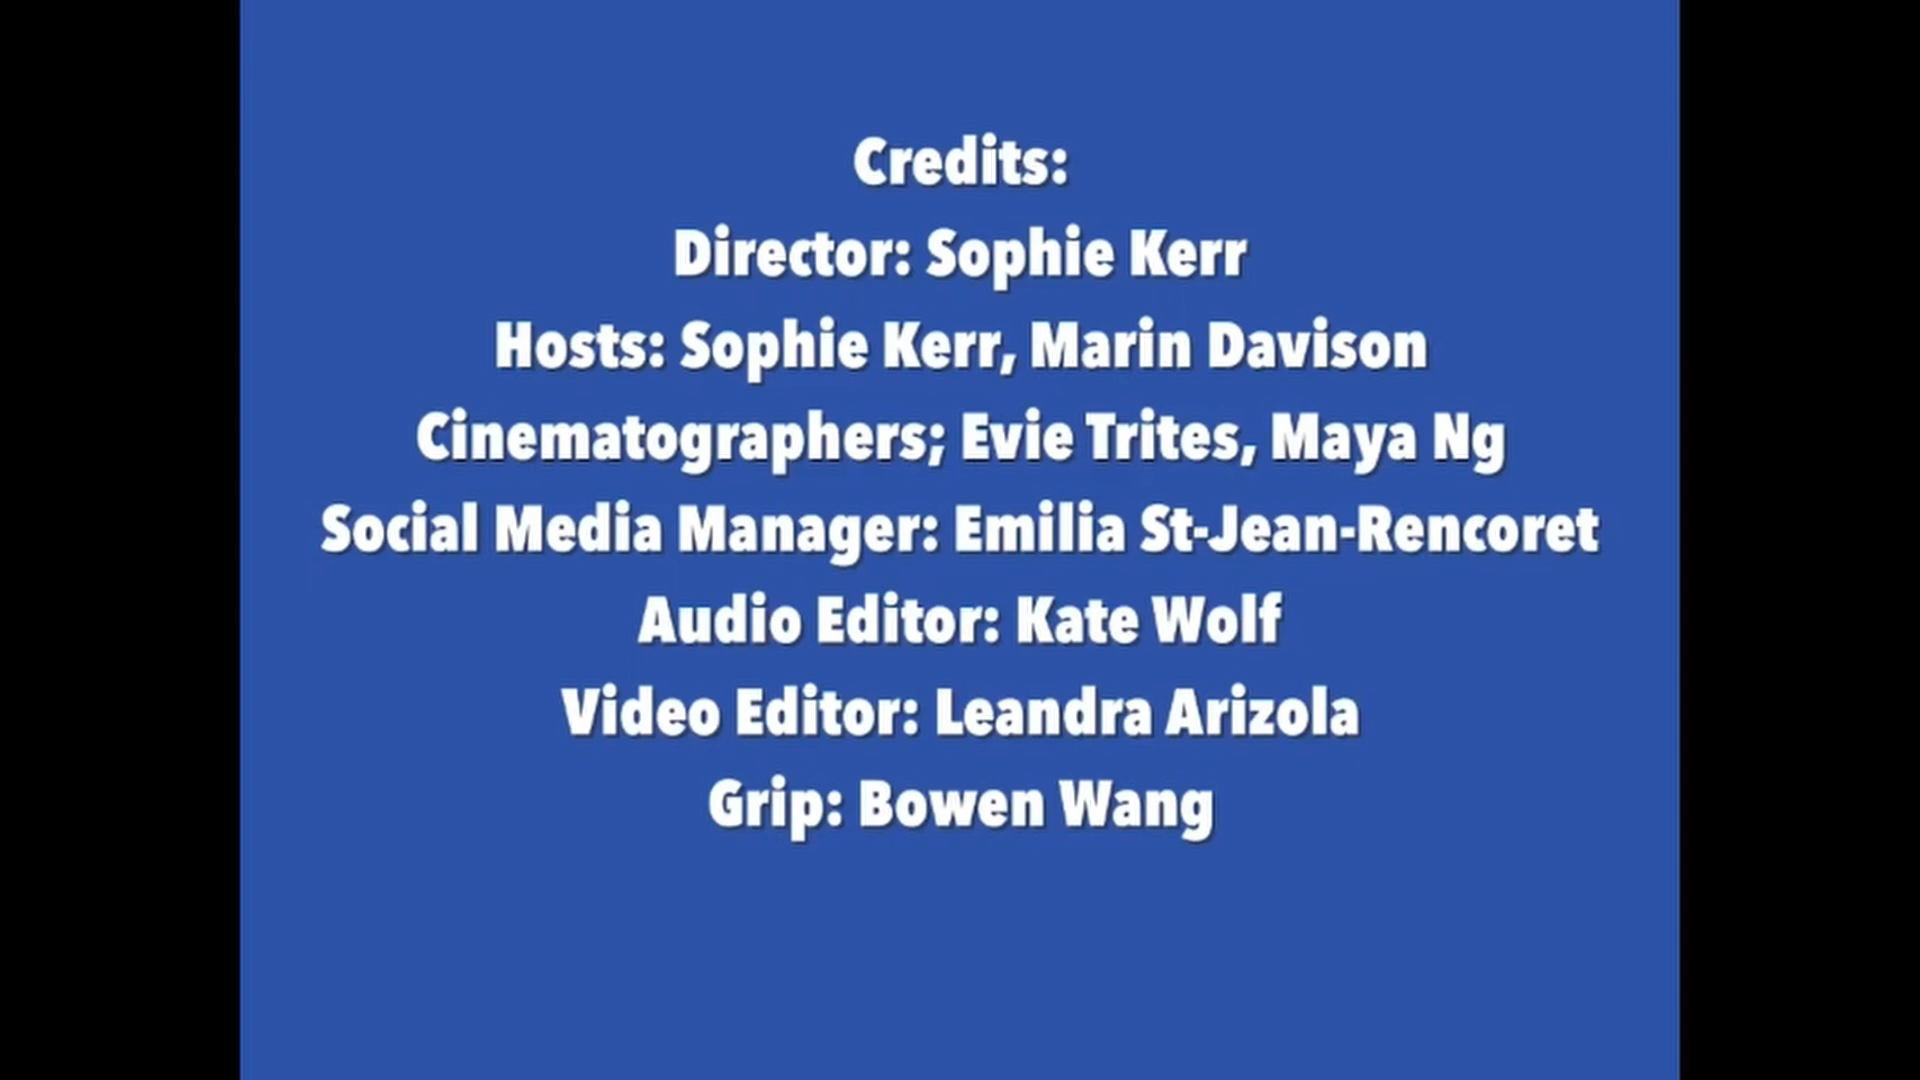 Credits:
Director: Sophie Kerr
Hosts: Sophie Kerr, Marin Davison
Cinematographers; Evie Trites, Maya Ng
Social Media Manager: Emilia St-Jean-Rencoret
Audio Editor: Kate Wolf
Video Editor: Leandra Arizola
Grip: Bowen Wang